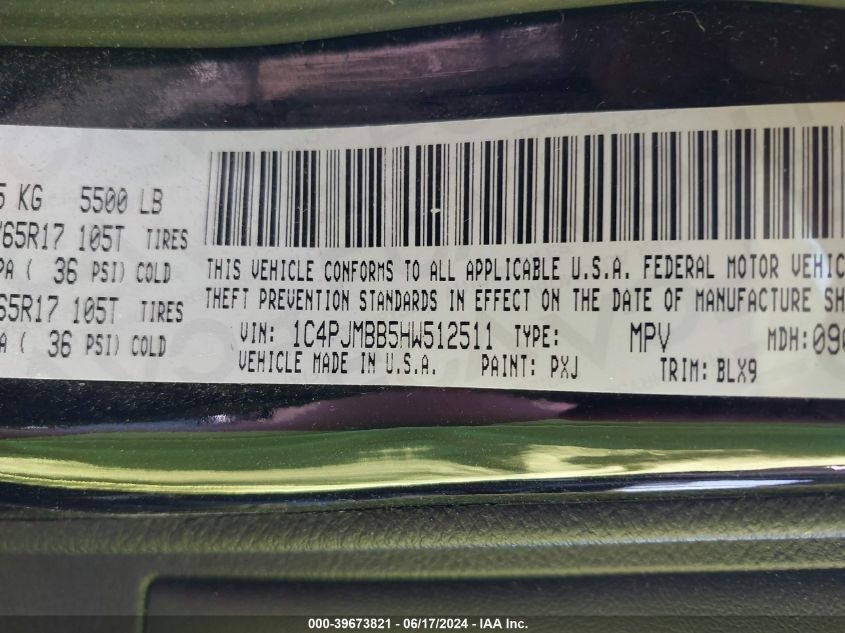 5 KG 5500 LB
/65R17 105T TIRES
PA ( 36 PSI) COLD
65R17 105T TIRES
A ( 36 PSI) COLD
THIS VEHICLE CONFORMS TO ALL APPLICABLE U.S.A. FEDERAL MOTOR VEHIC
THEFT PREVENTION STANDARDS IN EFFECT ON THE DATE OF MANUFACTURE SH
VIN: 1C4PJMBB5HW512511 TYPE: MPV MDH:090
VEHICLE MADE IN U.S.A. PAINT: PXJ TRIM: BLX9
000-39673821 - 06/17/2024 - IAA Inc.